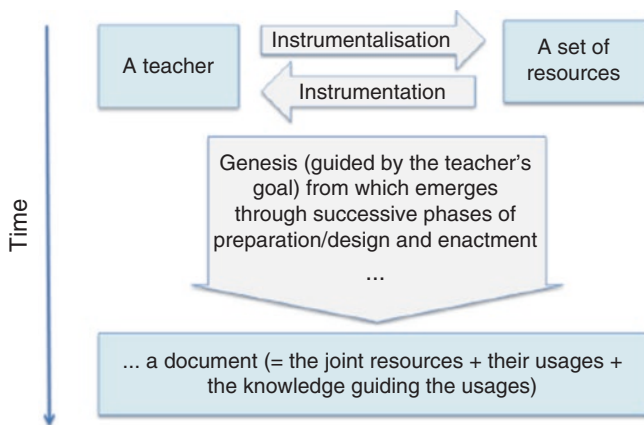 Instrumentalisation
A teacher
A set of
resources
Instrumentation
Genesis (guided by the teacher's
goal) from which emerges
through successive phases of
preparation/design and enactment
...
Time
... a document (= the joint resources + their usages +
the knowledge guiding the usages)